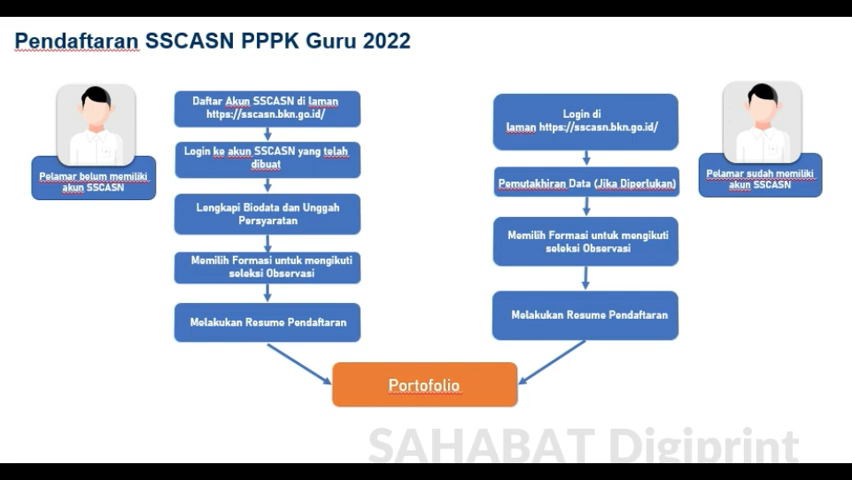 Pendaftaran SSCASN PPPK Guru 2022
Pelamar belum memiliki
akun SSCASN
Daftar Akun SSCASN di laman
https://sscasn.bkn.go.id/
Login ke akun SSCASN yang telah
dibuat
Lengkapi Biodata dan Unggah
Persyaratan
Memilih Formasi untuk mengikuti
seleksi Observasi
Melakukan Resume Pendaftaran
Login di
laman https://sscasn.bkn.go.id/
Pemutakhiran Data (Jika Diperlukan)
Memilih Formasi untuk mengikuti
seleksi Observasi
Melakukan Resume Pendaftaran
Pelamar sudah memiliki
akun SSCASN
Portofolio
SAHABAT Digiprint